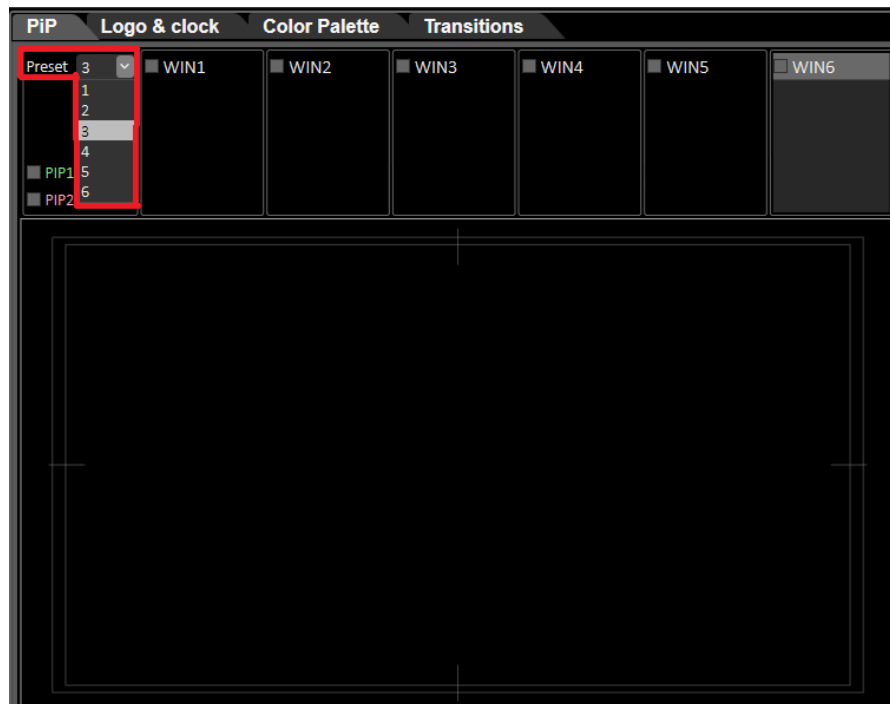 PiP Logo & clock Color Palette Transitions
Preset 3 WIN1 WIN2 WIN3 WIN4 WIN5 WIN6
1
2
3
4
PIP1 5
PIP2 6